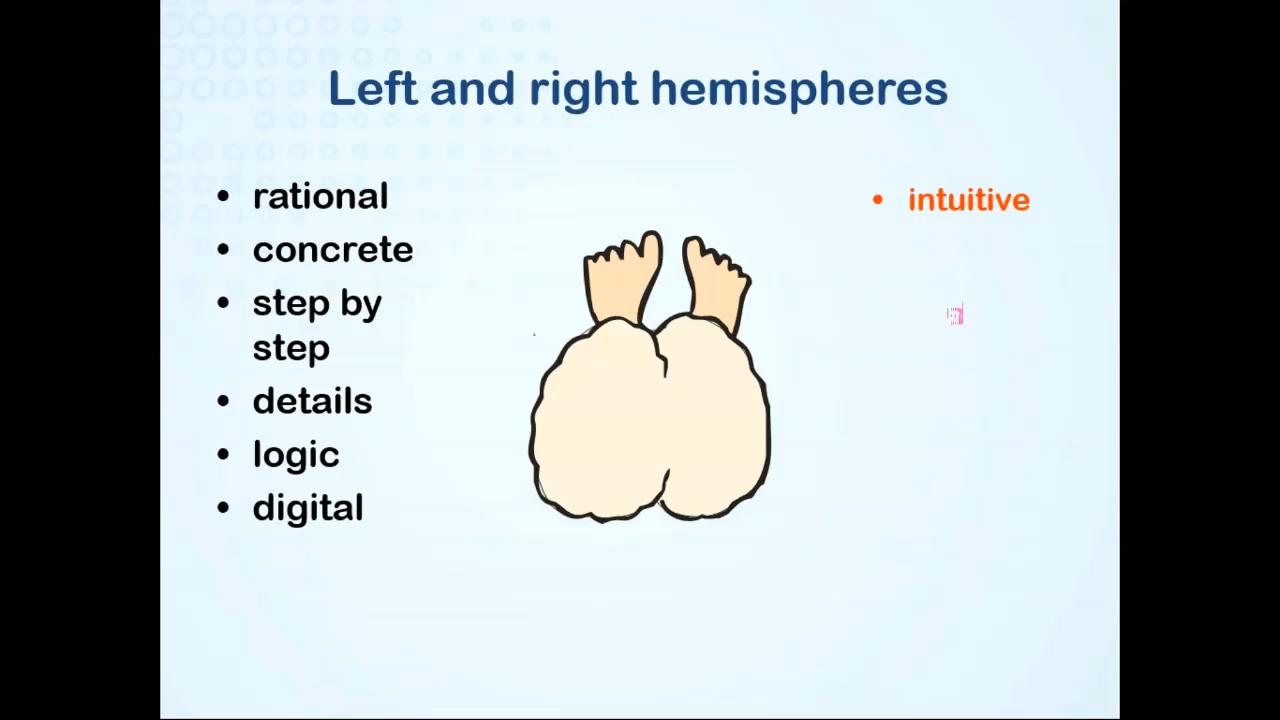 Left and right hemispheres
• rational
• concrete
• step by
step
• details
• logic
• digital
• intuitive